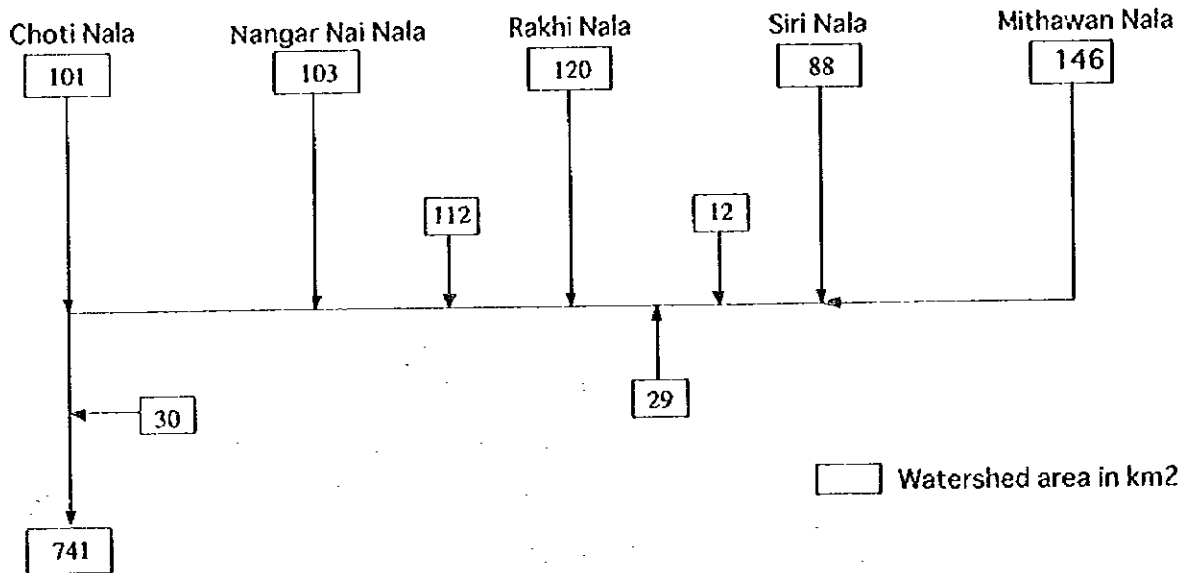 Choti Nala
Nangar Nai Nala
Rakhi Nala
Siri Nala
Mithawan Nala
101
103
120
88
146
112
12
30
29
Watershed area in km2
741